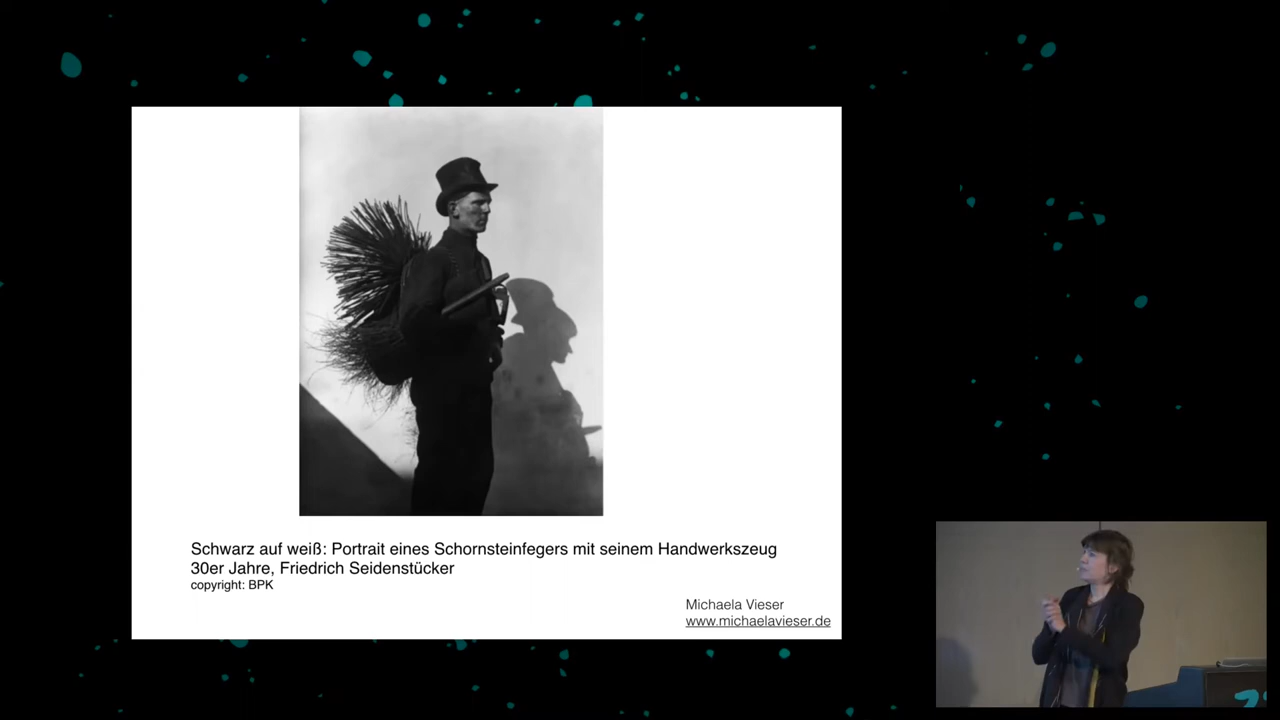 Schwarz auf weiß: Portrait eines Schornsteinfegers mit seinem Handwerkszeug
30er Jahre, Friedrich Seidenstücker
copyright: BPK
Michaela Vieser
www.michaelavieser.de